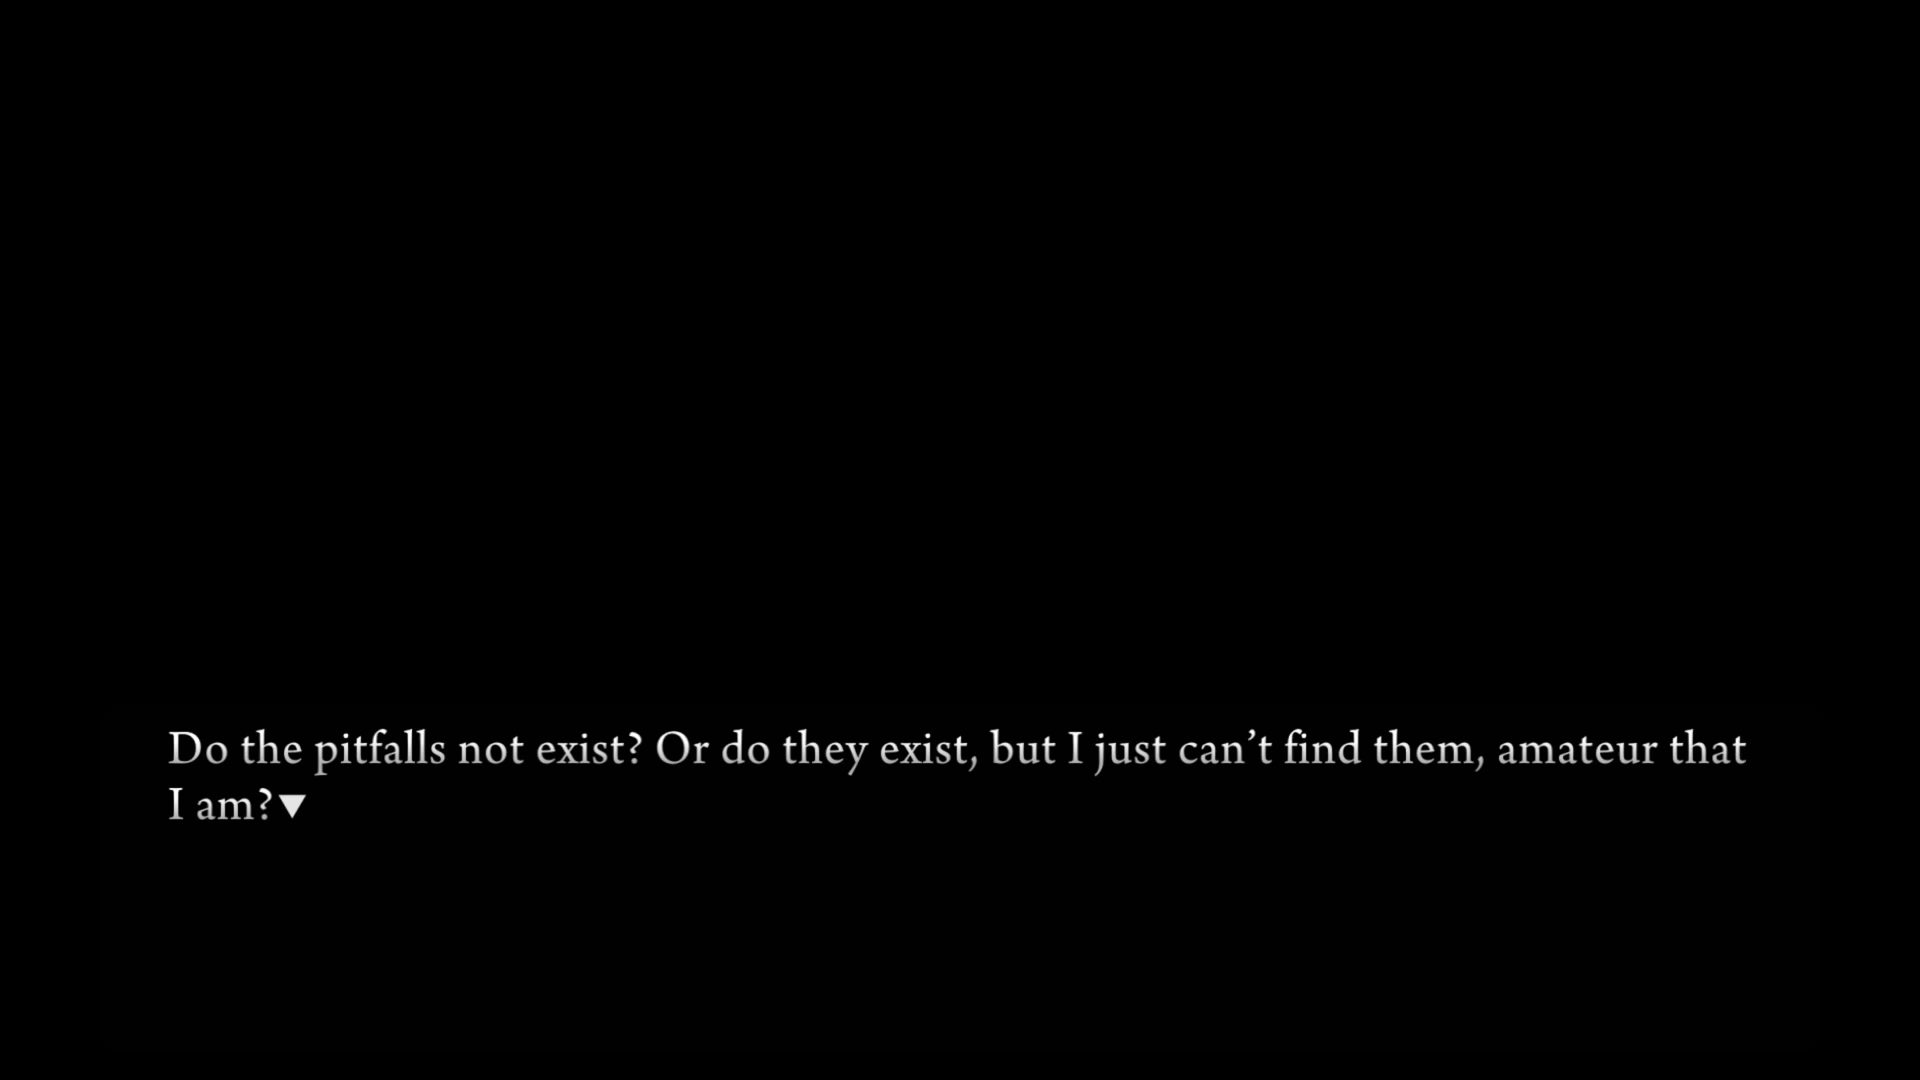 Do the pitfalls not exist? Or do they exist, but I just can’t find them, amateur that
I am?▼